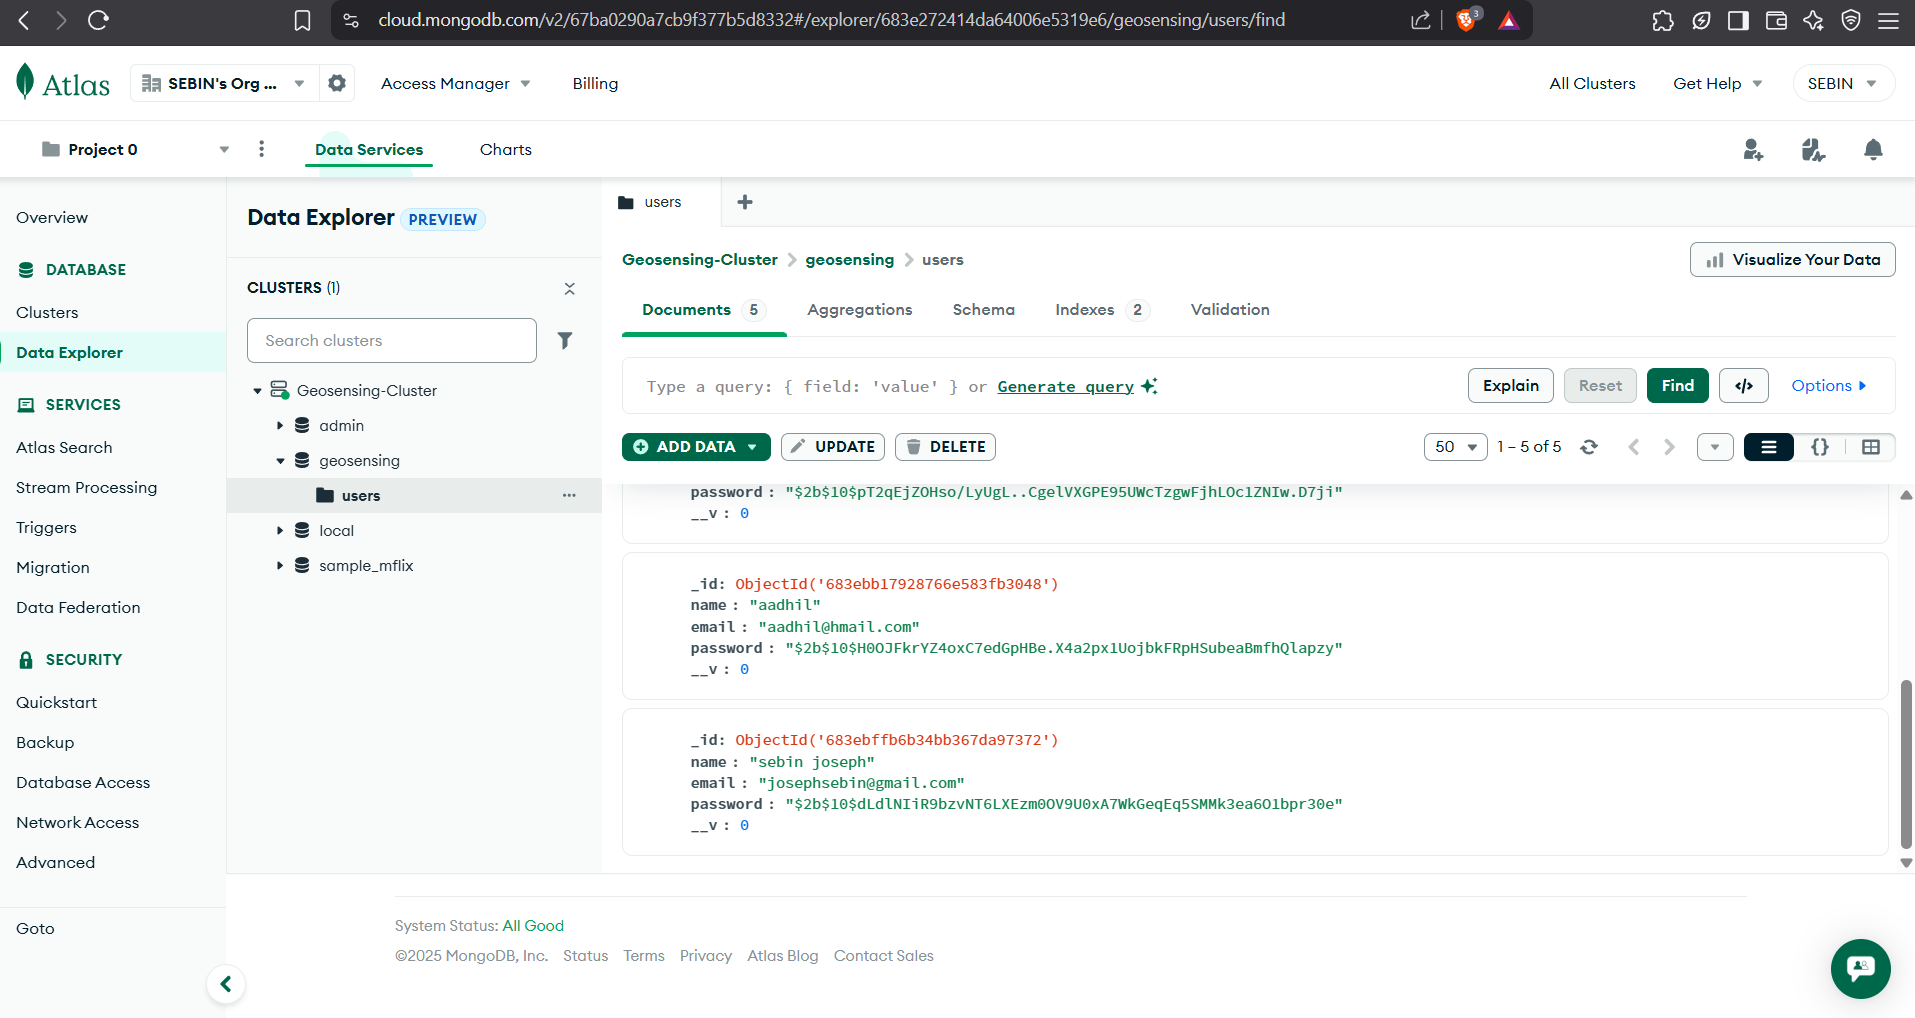 cloud.mongodb.com/v2/67ba0290a7cb9f377b5d8332#/explorer/683e272414da64006e5319e6/geosensing/users/find
3
Atlas
SEBIN's Org ...
Access Manager
Billing
All Clusters
Get Help
SEBIN
Project 0
Data Services
Charts
Overview
DATABASE
Clusters
Data Explorer
SERVICES
Atlas Search
Stream Processing
Triggers
Migration
Data Federation
SECURITY
Quickstart
Backup
Database Access
Network Access
Advanced
Goto
Data Explorer PREVIEW
CLUSTERS (1)
Search clusters
Geosensing-Cluster
admin
geosensing
users
local
sample_mflix
users
Geosensing-Cluster > geosensing > users
Visualize Your Data
Documents 5 Aggregations Schema Indexes 2 Validation
Type a query: { field: 'value' } or Generate query
Explain Reset Find </> Options
ADD DATA UPDATE DELETE
50 1 – 5 of 5 {}
password : "$2b$10$pT2qEjZOHso/LyUgL..CgelVXGPE95UWcTzgwFjhLOc1ZNIw.D7ji"
__v : 0
_id: ObjectId('683ebb17928766e583fb3048')
name : "aadhil"
email : "aadhil@hmail.com"
password : "$2b$10$H0OJFkrYZ4oxC7edGpHBe.X4a2px1UojbkFRpHSubeaBmfhQlapzy"
__v : 0
_id: ObjectId('683ebffb6b34bb367da97372')
name : "sebin joseph"
email : "josephsebin@gmail.com"
password : "$2b$10$dLdlNIiR9bzvNT6LXEzm0OV9U0xA7WkGeqEq5SMMk3ea6O1bpr30e"
__v : 0
System Status: All Good
©2025 MongoDB, Inc. Status Terms Privacy Atlas Blog Contact Sales